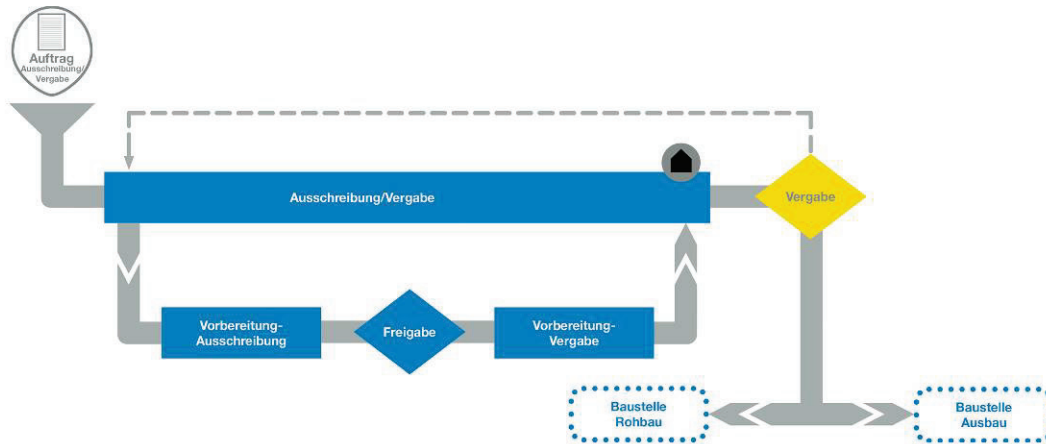 Auftrag
Ausschreibung/
Vergabe
Ausschreibung/Vergabe
Vergabe
Vorbereitung-
Ausschreibung
Freigabe
Vorbereitung-
Vergabe
Baustelle
Rohbau
Baustelle
Ausbau